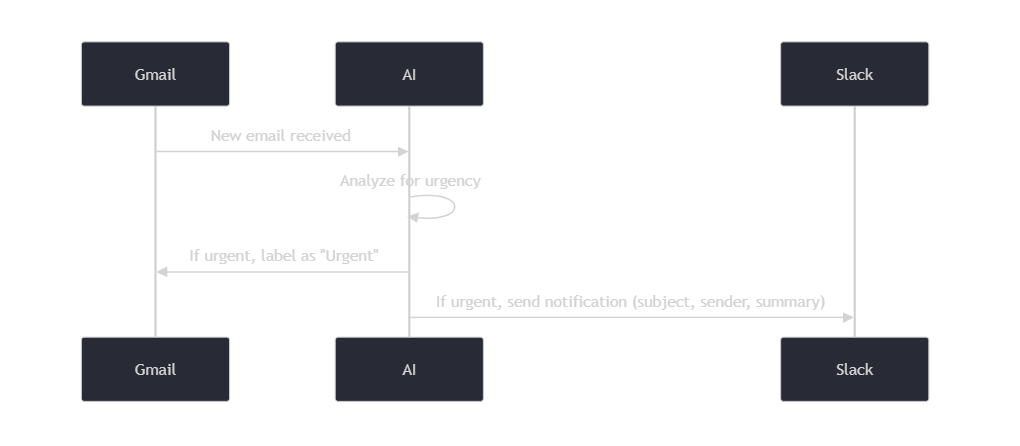 Gmail
AI
Slack
New email received
Analyze for urgency
If urgent, label as "Urgent"
If urgent, send notification (subject, sender, summary)
Gmail
AI
Slack